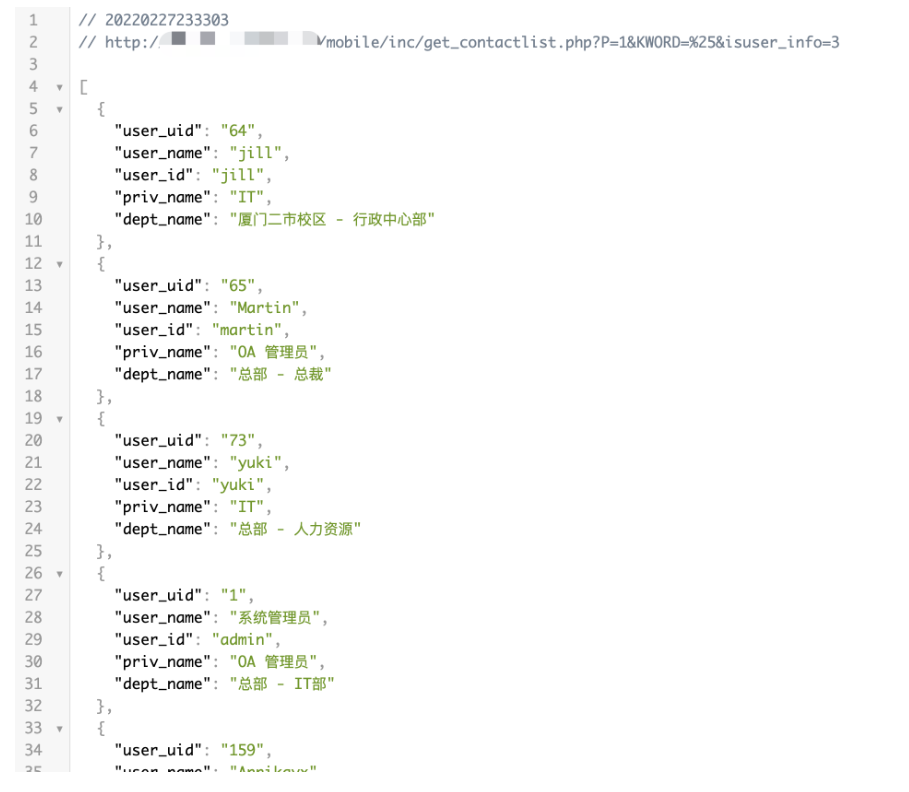 1 // 20220227233303
2 // http:/ /mobile/inc/get_contactlist.php?P=1&KWORD=%25&isuser_info=3
3
4 ▾ [
5 ▾ {
6 "user_uid": "64",
7 "user_name": "jill",
8 "user_id": "jill",
9 "priv_name": "IT",
10 "dept_name": "厦门二市校区 - 行政中心部"
11 },
12 ▾ {
13 "user_uid": "65",
14 "user_name": "Martin",
15 "user_id": "martin",
16 "priv_name": "OA 管理员",
17 "dept_name": "总部 - 总裁"
18 },
19 ▾ {
20 "user_uid": "73",
21 "user_name": "yuki",
22 "user_id": "yuki",
23 "priv_name": "IT",
24 "dept_name": "总部 - 人力资源"
25 },
26 ▾ {
27 "user_uid": "1",
28 "user_name": "系统管理员",
29 "user_id": "admin",
30 "priv_name": "OA 管理员",
31 "dept_name": "总部 - IT部"
32 },
33 ▾ {
34 "user_uid": "159",
35 "user_name":